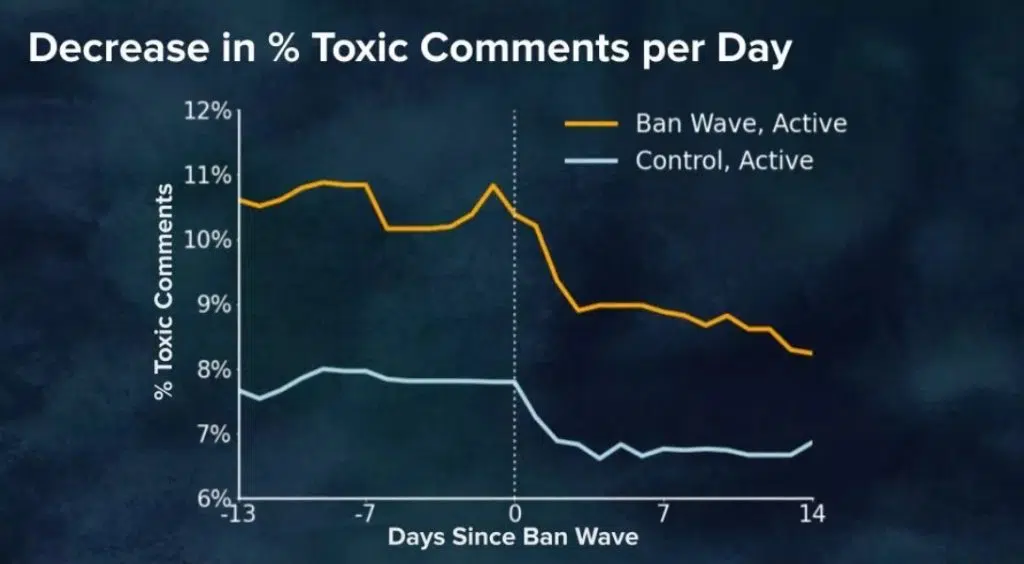 Decrease in % Toxic Comments per Day
12%
Ban Wave, Active
Control, Active
11%
10%
9%
8%
7%
6%
% Toxic Comments
-13 -7 0 7 14
Days Since Ban Wave